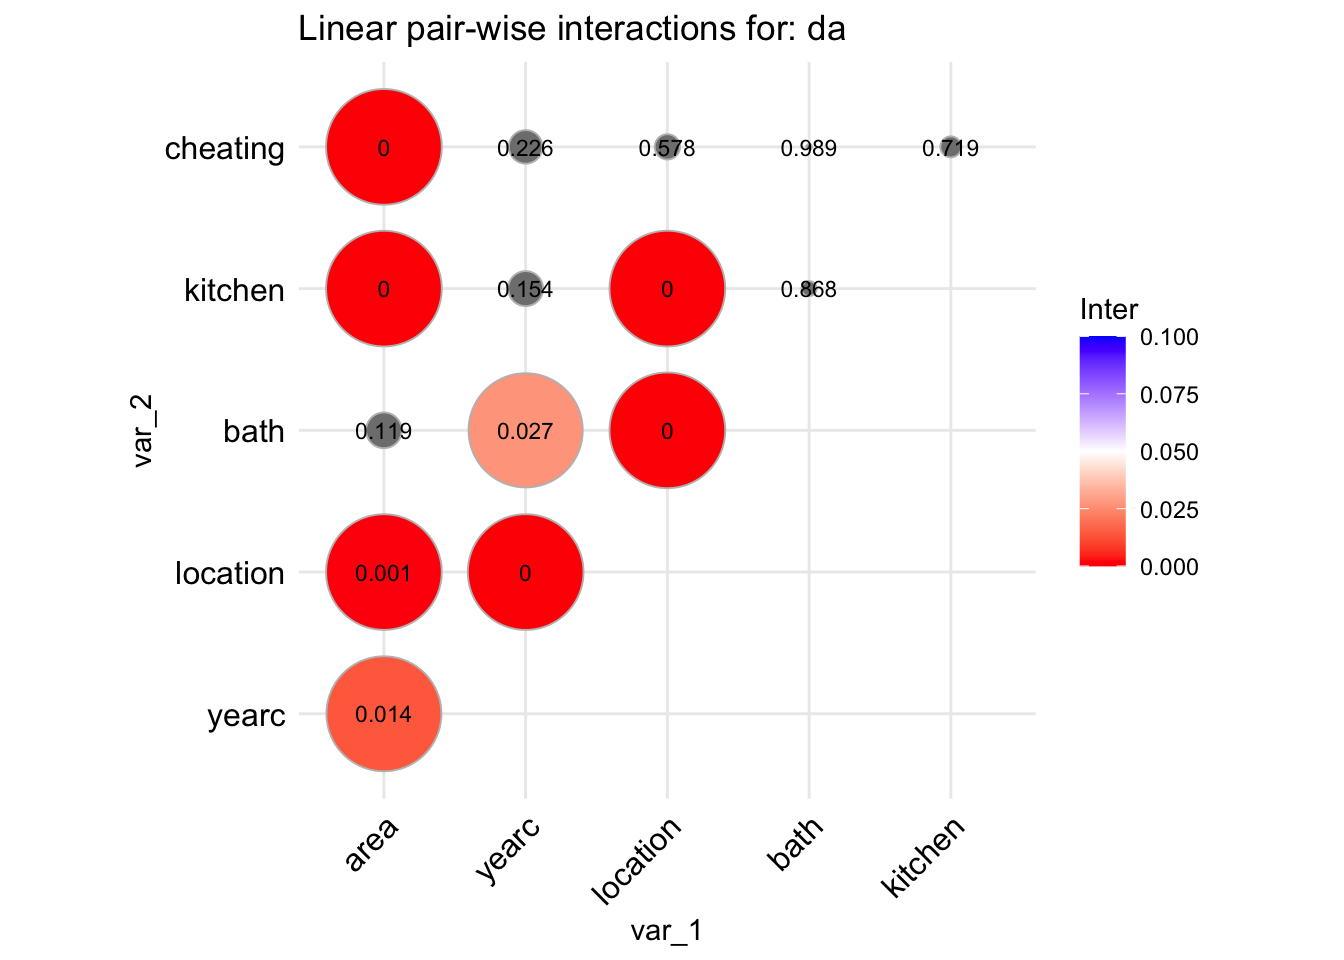 Linear pair-wise interactions for: da
var_2
cheating
0
0.226
0.578
0.989
0.719
kitchen
0
0.154
0
0.868
bath
0.119
0.027
0
location
0.001
0
yearc
0.014
area
yearc
location
bath
kitchen
var_1
Inter
0.100
0.075
0.050
0.025
0.000